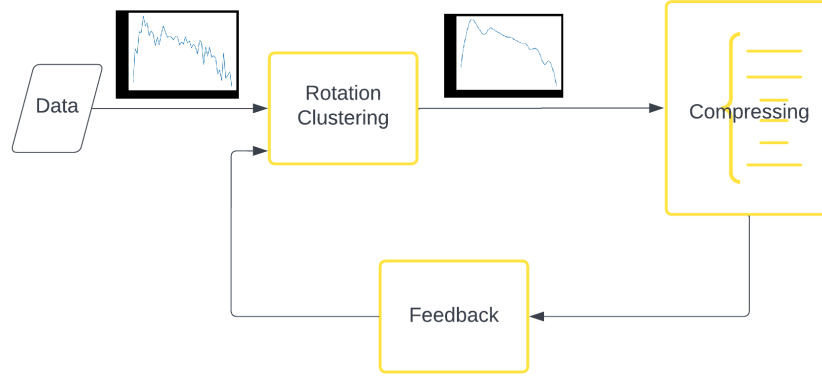 Data
Rotation
Clustering
Compressing
Feedback